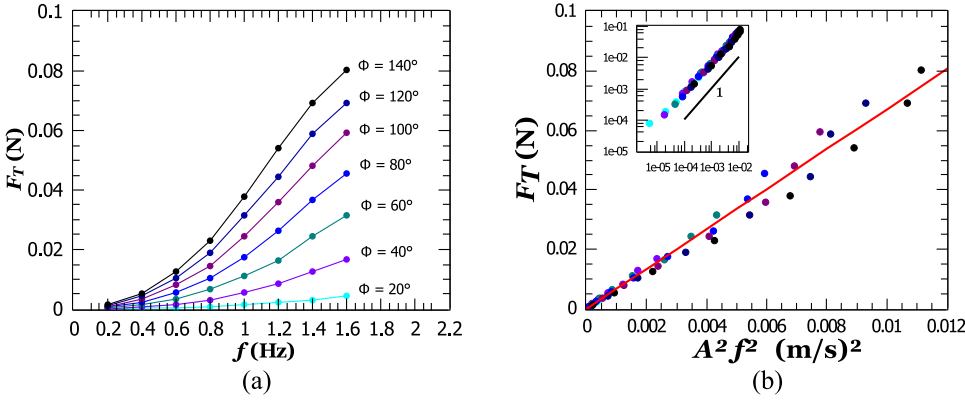 0.1
0.08
0.06
0.04
0.02
0
F_T (N)
Φ = 140°
Φ = 120°
Φ = 100°
Φ = 80°
Φ = 60°
Φ = 40°
Φ = 20°
0 0.2 0.4 0.6 0.8 1.0 1.2 1.4 1.6 1.8 2 2.2
f (Hz)
(a)
0.1
0.08
0.06
0.04
0.02
0
F_T (N)
1e-01
1e-02
1e-03
1e-04
1e-05
1e-05 1e-04 1e-03 1e-02
1
0 0.002 0.004 0.006 0.008 0.01 0.012
A² f² (m/s)²
(b)